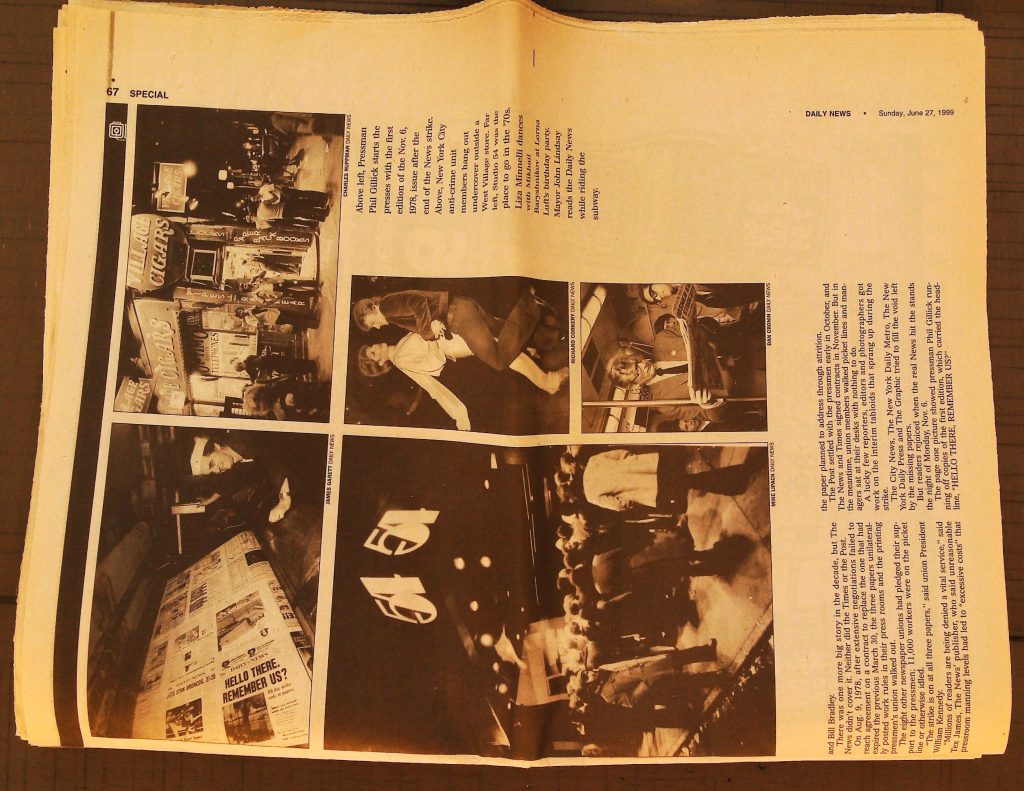 67 SPECIAL
DAILY NEWS • Sunday, June 27, 1999
CHARLES RUPPMAN DAILY NEWS
VILLAGE
CIGARS
CIGARS
JAMES GARETT DAILY NEWS
HELLO THERE,
REMEMBER US?
Above left, Pressman
Phil Gillick starts the
presses with the first
edition of the Nov. 6,
1978, issue after the
end of the News strike.
Above, New York City
anti-crime unit
members hang out
undercover outside a
West Village store. Far
left, Studio 54 was the
place to go in the '70s.
Liza Minnelli dances
with Mikhail
Baryshnikov at Lorna
Luft's birthday party.
Mayor John Lindsay
reads the Daily News
while riding the
subway.
RICHARD CORKERY DAILY NEWS
DAN CRONIN DAILY NEWS
54 54
MIKE LIPACK DAILY NEWS
and Bill Bradley.
There was one more big story in the decade, but The
News didn't cover it. Neither did the Times or the Post.
On Aug. 9, 1978, after extensive negotiations failed to
reach agreement on a contract to replace the one that had
expired the previous March 30, the three papers unilateral-
ly posted work rules in their press rooms and the printing
pressmen's union walked out.
The eight other newspaper unions had pledged their sup-
port to the pressmen; 11,000 workers were on the picket
line or otherwise idled.
"The strike is on at all three papers," said union President
William Kennedy.
"Millions of readers are being denied a vital service," said
Tex James, The News' publisher, who said unreasonable
pressroom manning levels had led to "excessive costs" that
the paper planned to address through attrition.
The Post settled with the pressmen early in October, and
The News and Times signed contracts in November. But in
the meantime, union members walked picket lines and man-
agers sat at their desks with nothing to do.
A lucky few reporters, editors and photographers got
work on the interim tabloids that sprang up during the
strike.
The City News, The New York Daily Metro, The New
York Daily Press and The Graphic tried to fill the void left
by the missing papers.
But readers rejoiced when the real News hit the stands
the night of Monday, Nov. 6.
The page one picture showed pressman Phil Gillick run-
ning off copies of the first edition, which carried the head-
line, "HELLO THERE, REMEMBER US?"